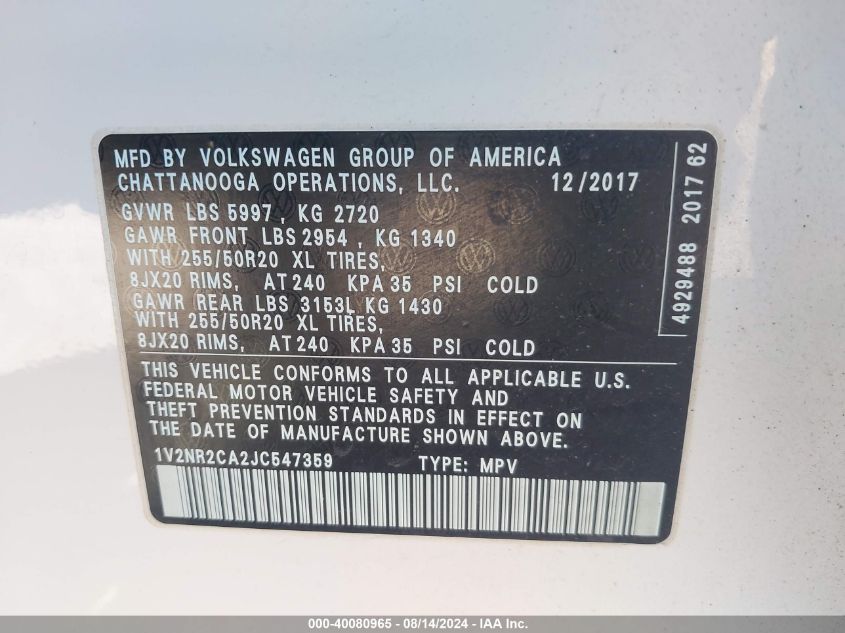 MFD BY VOLKSWAGEN GROUP OF AMERICA
CHATTANOOGA OPERATIONS, LLC. 12/2017
GVWR LBS 5997, KG 2720
GAWR FRONT LBS 2954, KG 1340
WITH 255/50R20 XL TIRES,
8JX20 RIMS, AT 240 KPA 35 PSI COLD
GAWR REAR LBS 3153L KG 1430
WITH 255/50R20 XL TIRES,
8JX20 RIMS, AT 240 KPA 35 PSI COLD
4929488 2017 62
THIS VEHICLE CONFORMS TO ALL APPLICABLE U.S.
FEDERAL MOTOR VEHICLE SAFETY AND
THEFT PREVENTION STANDARDS IN EFFECT ON
THE DATE OF MANUFACTURE SHOWN ABOVE.
1V2NR2CA2JC547359 TYPE: MPV
000-40080965 - 08/14/2024 - IAA Inc.